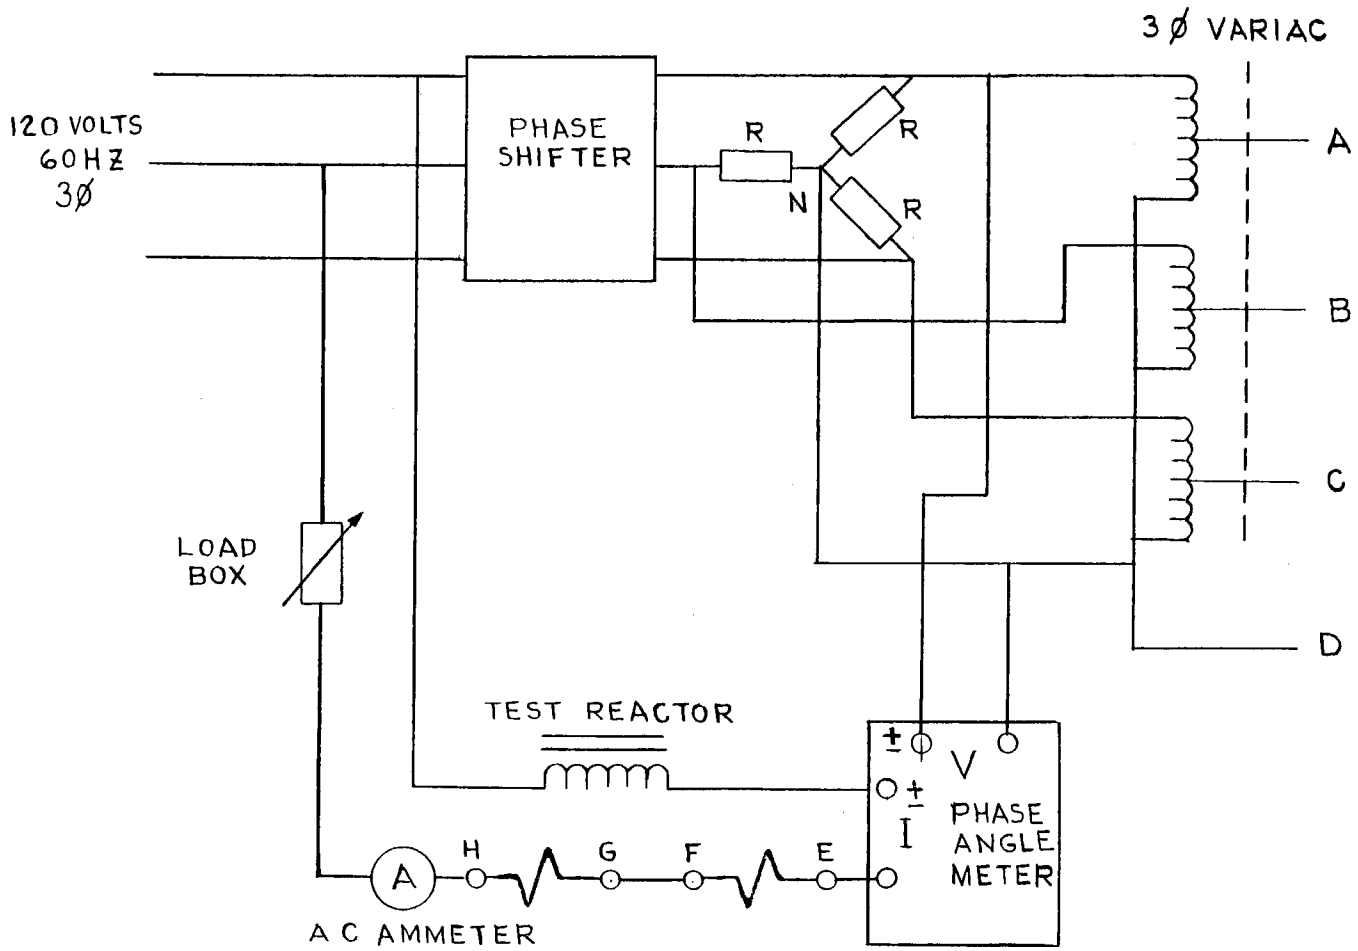 3Ø VARIAC
120 VOLTS
60HZ
3Ø
PHASE
SHIFTER
R
R
R
N
A
B
C
D
LOAD
BOX
TEST REACTOR
±
V
±
I
PHASE
ANGLE
METER
A
H
G
F
E
AC AMMETER